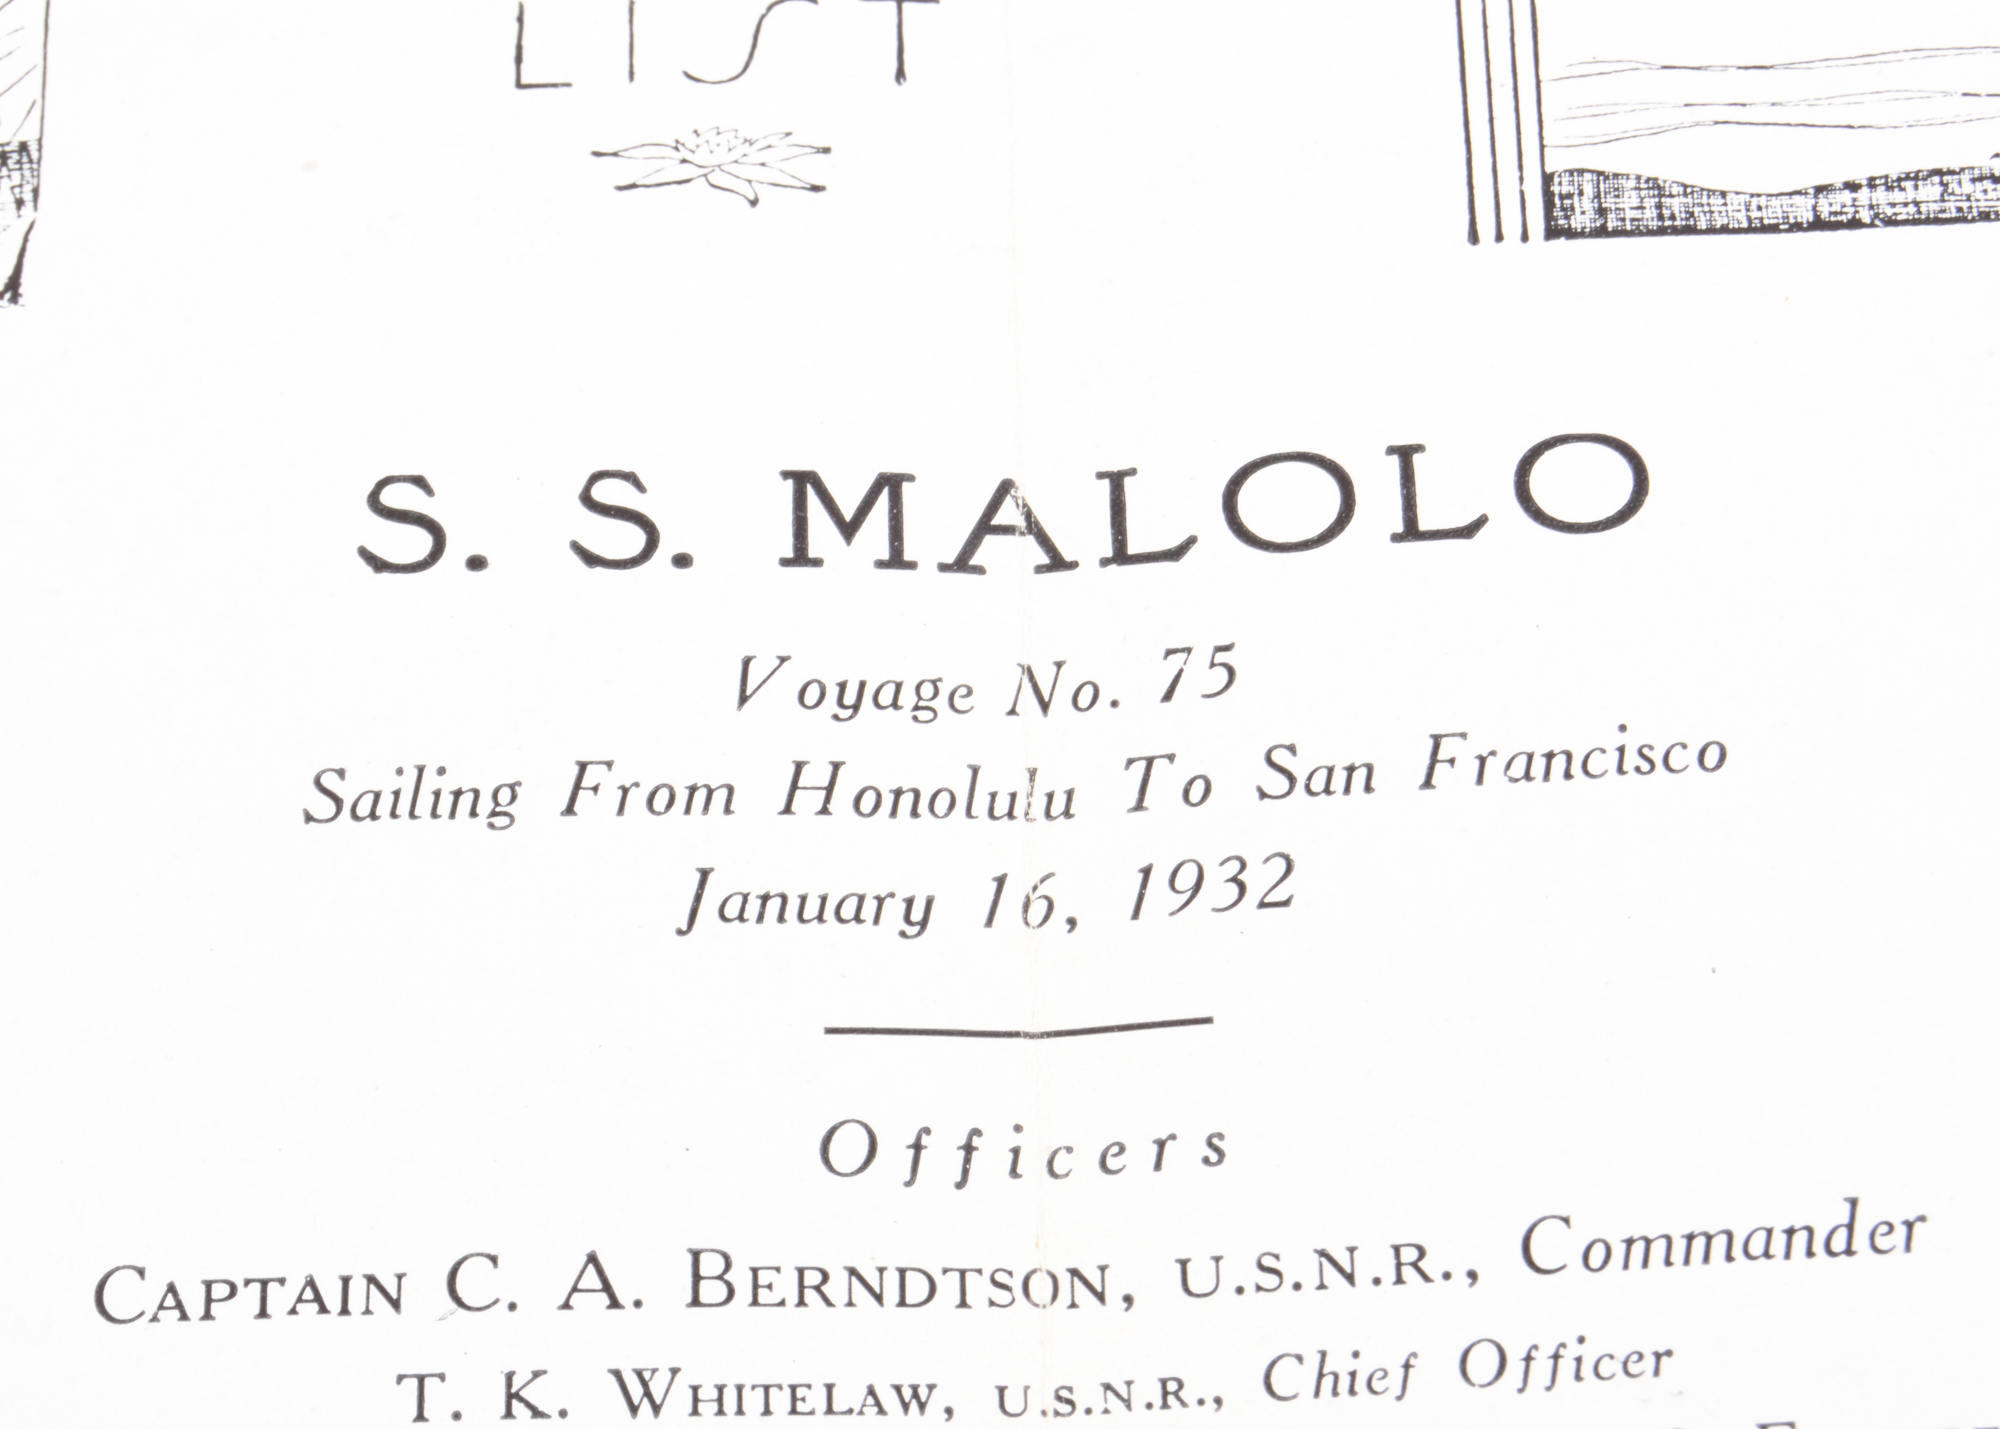 LIST
S. S. MALOLO
Voyage No. 75
Sailing From Honolulu To San Francisco
January 16, 1932
Officers
CAPTAIN C. A. BERNDTSON, U.S.N.R., Commander
T. K. WHITELAW, U.S.N.R., Chief Officer